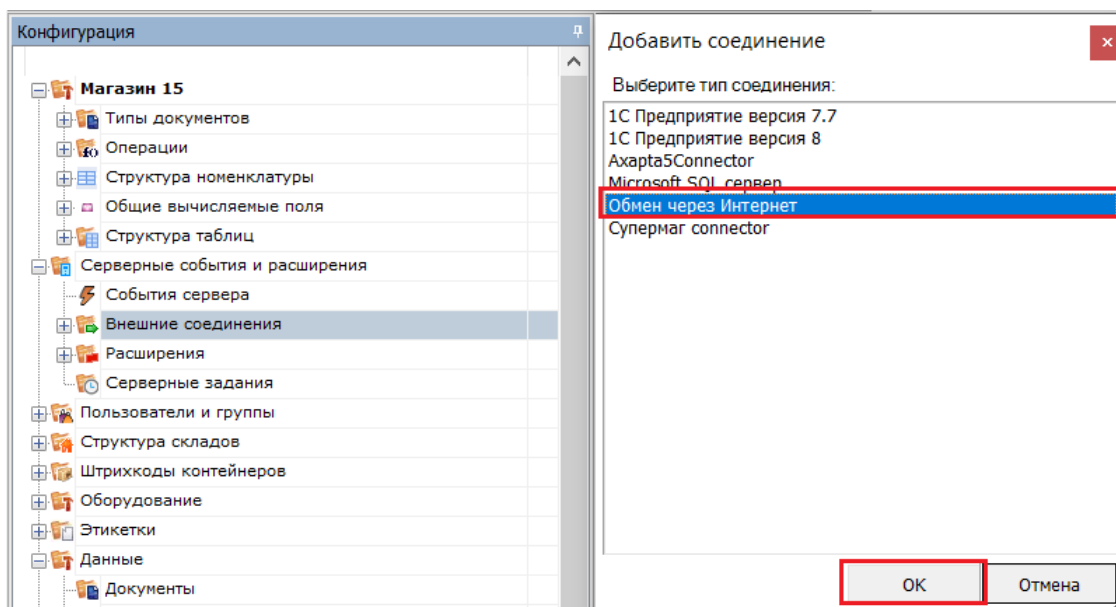 Конфигурация
Магазин 15
Типы документов
Операции
Структура номенклатуры
Общие вычисляемые поля
Структура таблиц
Серверные события и расширения
События сервера
Внешние соединения
Расширения
Серверные задания
Пользователи и группы
Структура складов
Штрихкоды контейнеров
Оборудование
Этикетки
Данные
Документы
Добавить соединение
Выберите тип соединения:
1С Предприятие версия 7.7
1С Предприятие версия 8
Axapta5Connector
Microsoft SQL сервер
Обмен через Интернет
Супермаг connector
ОК
Отмена